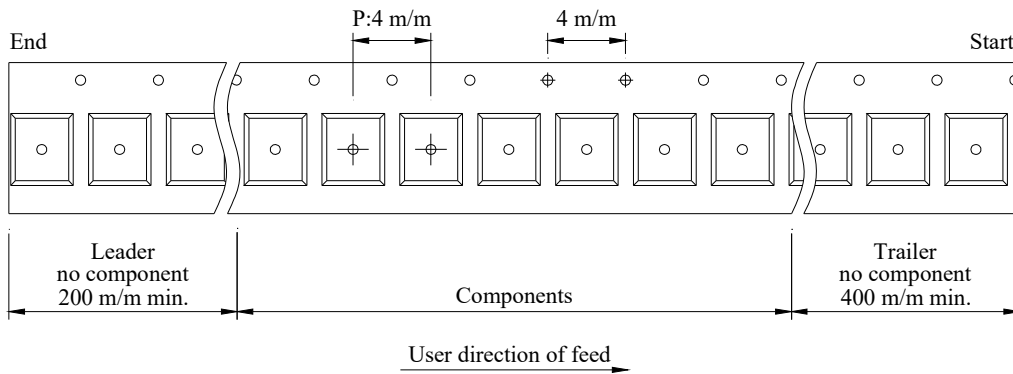 P:4 m/m
4 m/m
End
Start
Leader
no component
200 m/m min.
Components
Trailer
no component
400 m/m min.
User direction of feed